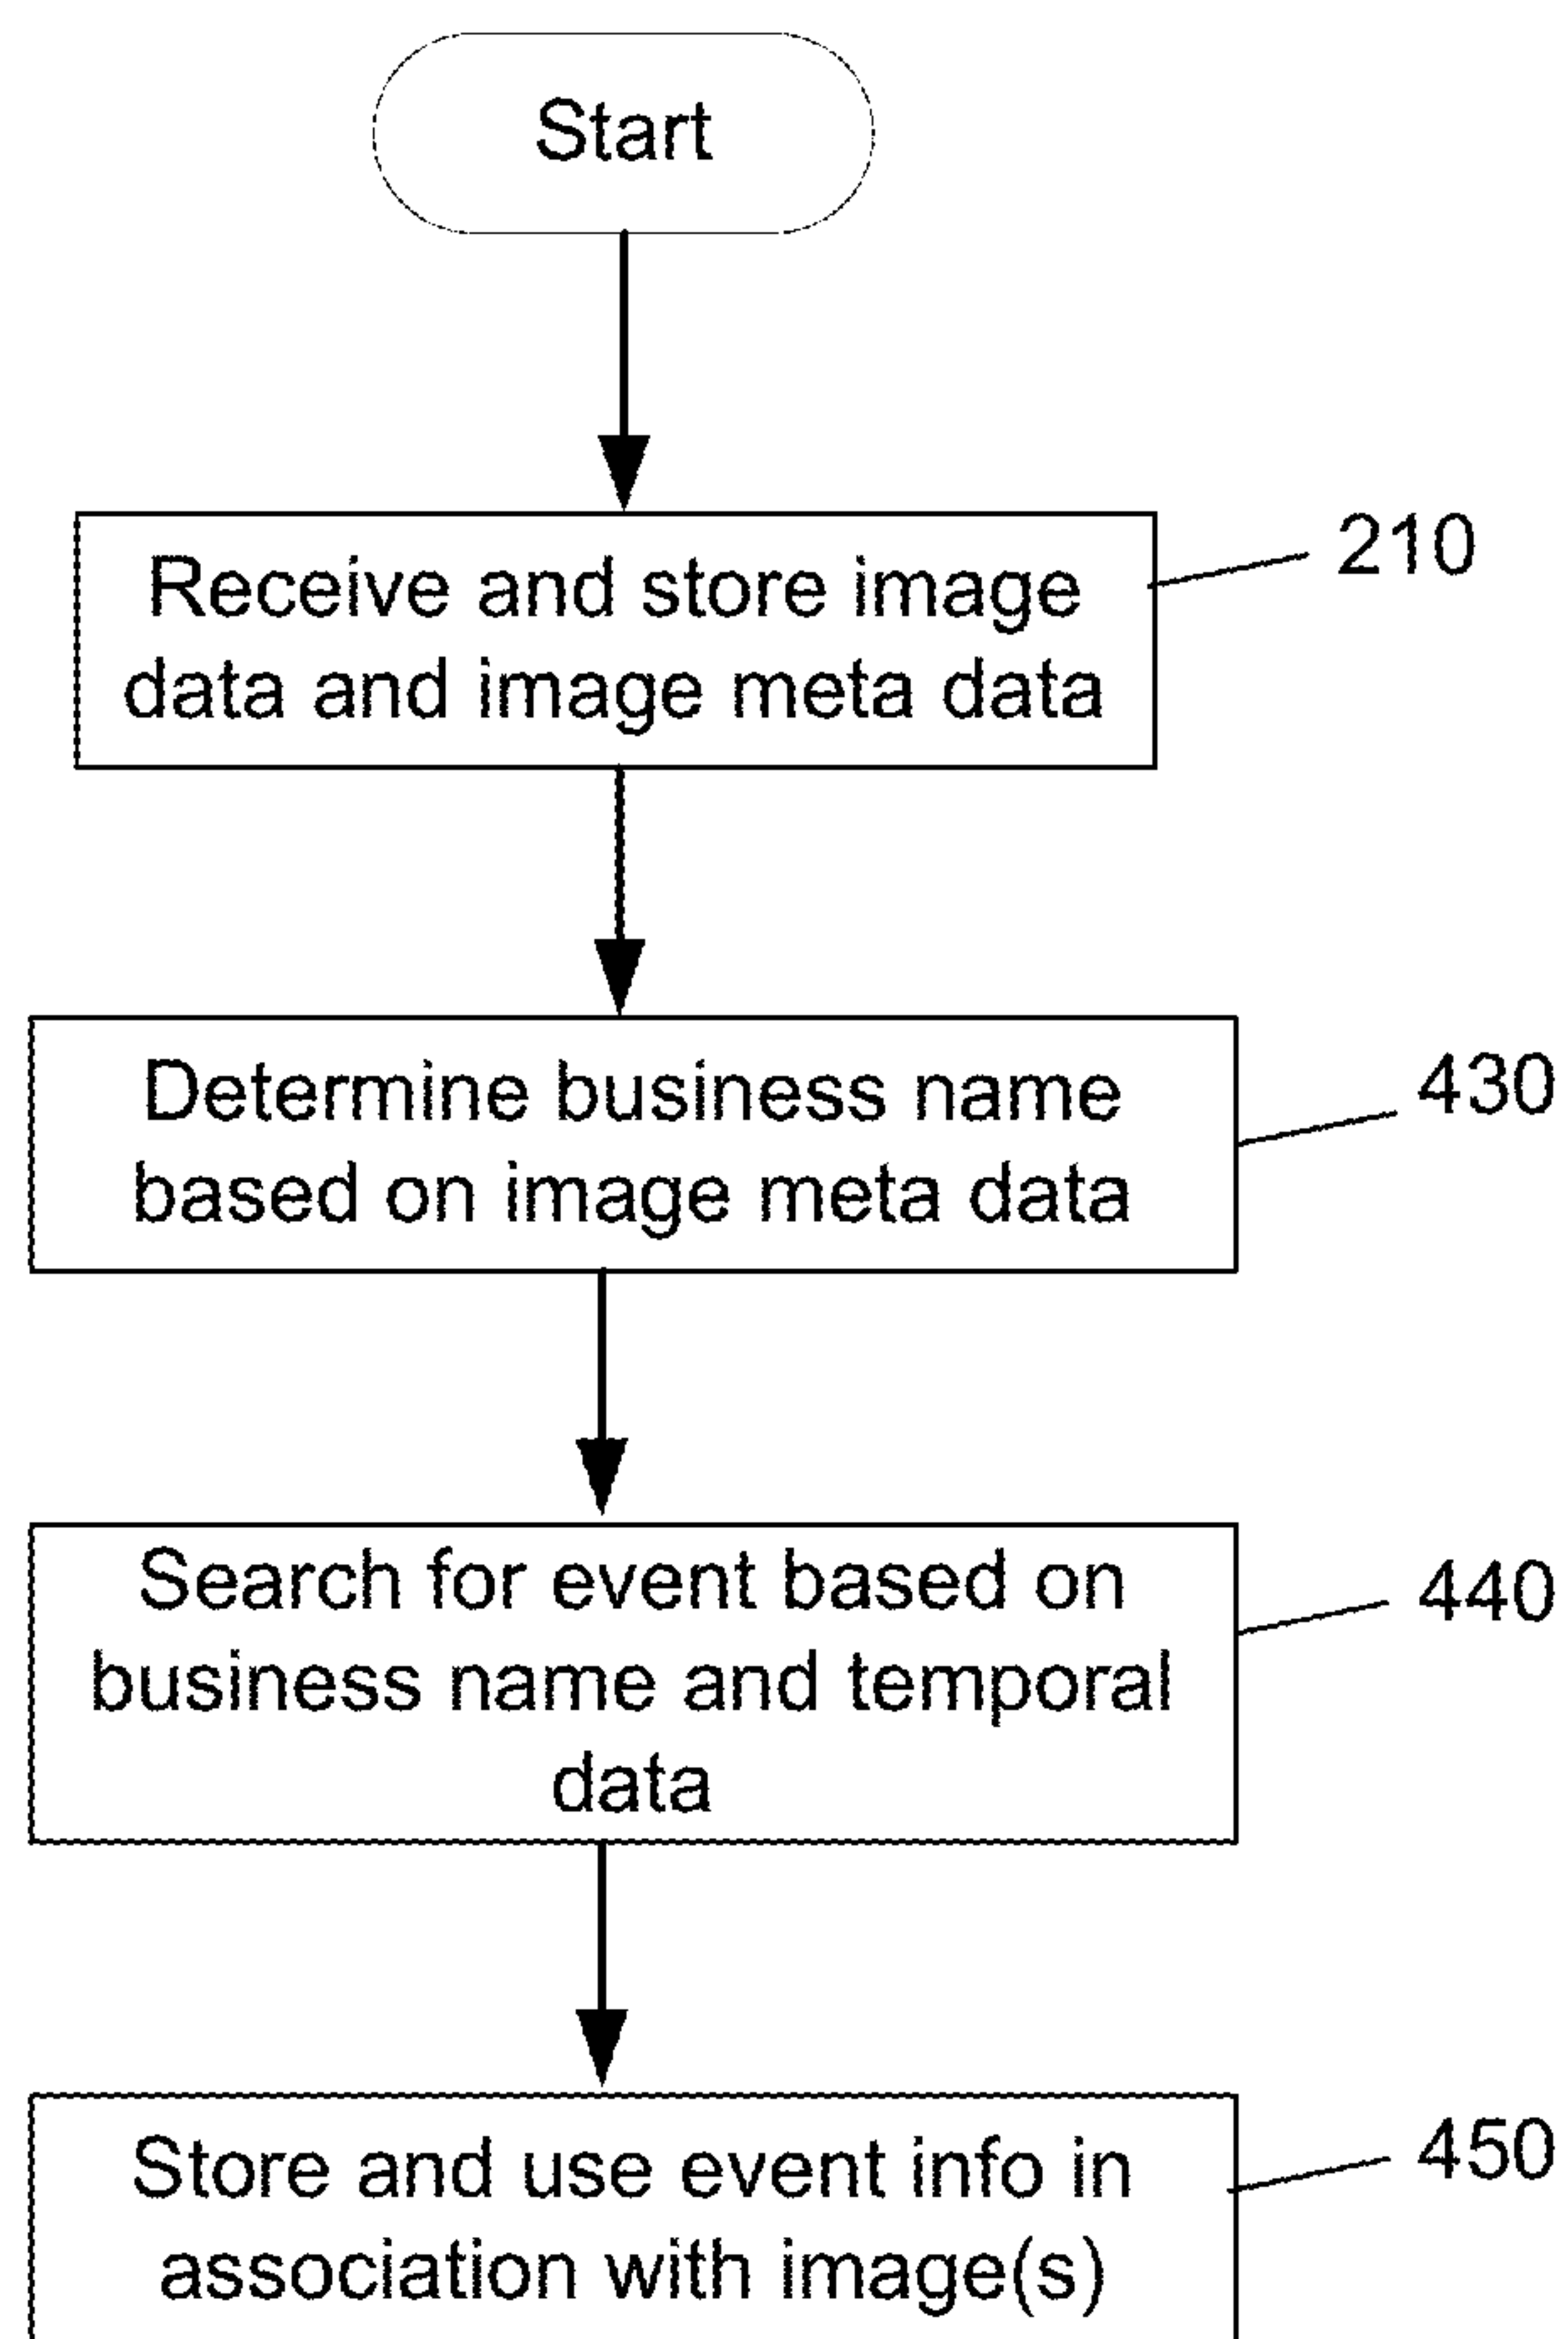 Start
210
Receive and store image
data and image meta data
430
Determine business name
based on image meta data
440
Search for event based on
business name and temporal
data
450
Store and use event info in
association with image(s)